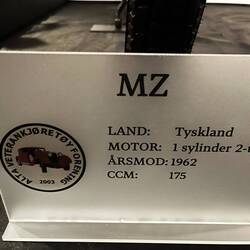 MZ
LAND: Tyskland
MOTOR: 1 sylinder 2-
ÅRSMOD: 1962
CCM: 175
ALTA VETERANKJØRETØY FORENING
2003